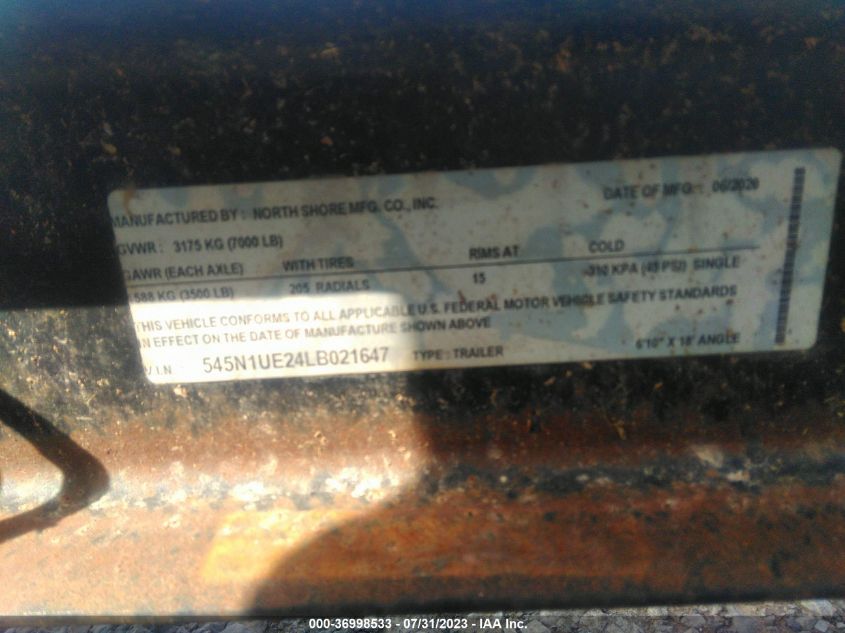 MANUFACTURED BY: NORTH SHORE MFG. CO., INC. DATE OF MFG: 06/2020
GVWR: 3175 KG (7000 LB)
GAWR (EACH AXLE) WITH TIRES RIMS AT COLD
588 KG (3500 LB) 205 RADIALS 15 310 KPA (45 PSI) SINGLE
THIS VEHICLE CONFORMS TO ALL APPLICABLE U.S. FEDERAL MOTOR VEHICLE SAFETY STANDARDS
IN EFFECT ON THE DATE OF MANUFACTURE SHOWN ABOVE
V.I.N 545N1UE24LB021647 TYPE: TRAILER 6'10" X 18' ANGLE
000-36998533 / 07/31/2023 - IAA Inc.